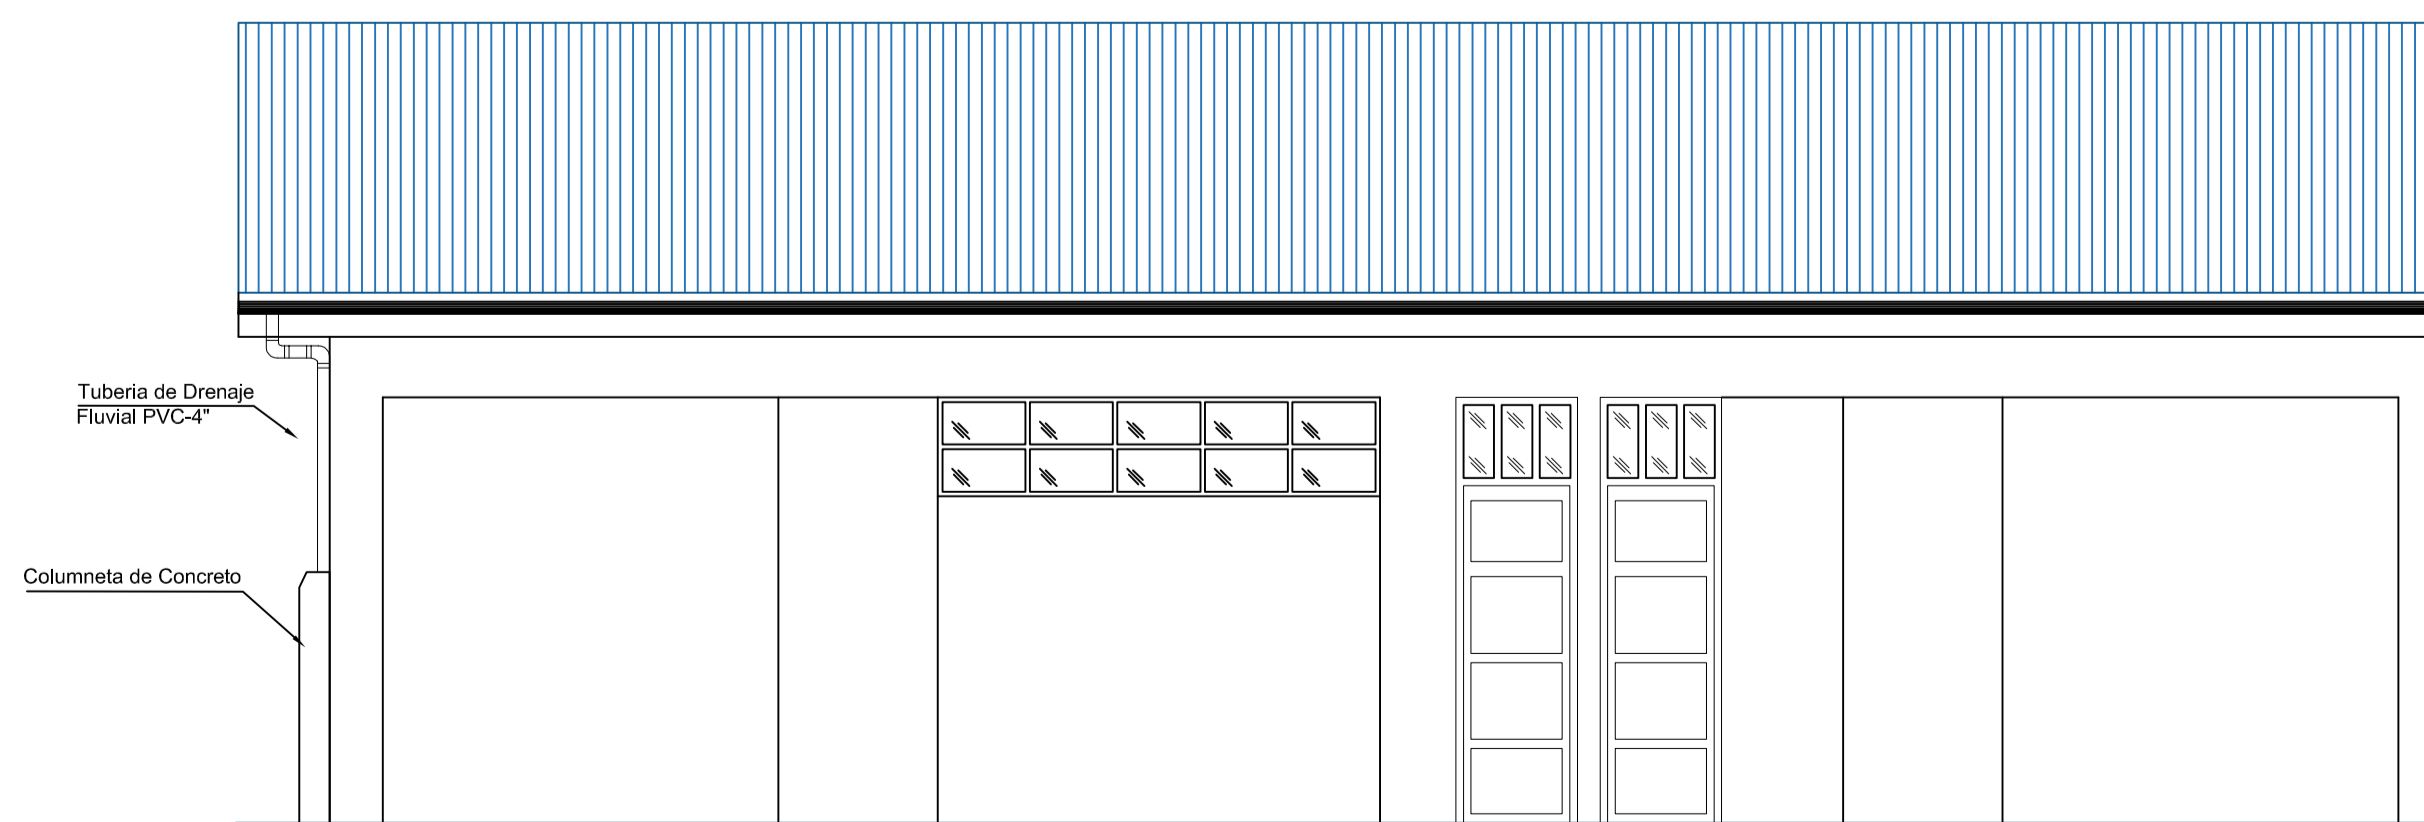 Tuberia de Drenaje
Fluvial PVC-4"
Columneta de Concreto